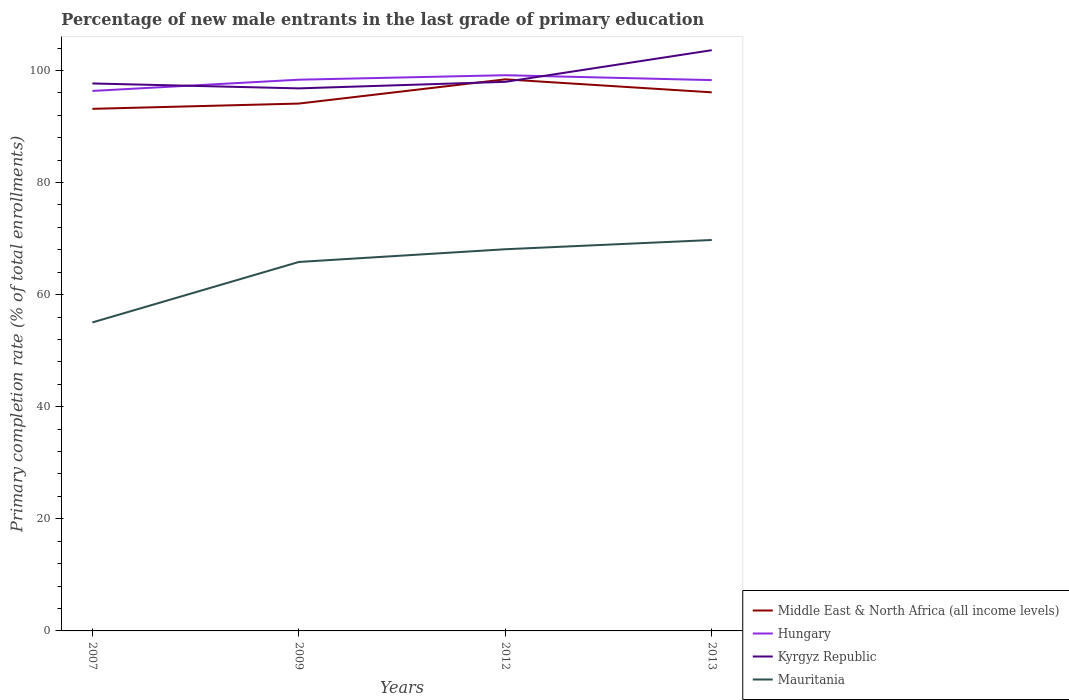 Percentage of new male entrants in the last grade of primary education
Primary completion rate (% of total enrollments)
100
80
60
40
20
0
2007
2009
2012
2013
Years
Middle East & North Africa (all income levels)
Hungary
Kyrgyz Republic
Mauritania